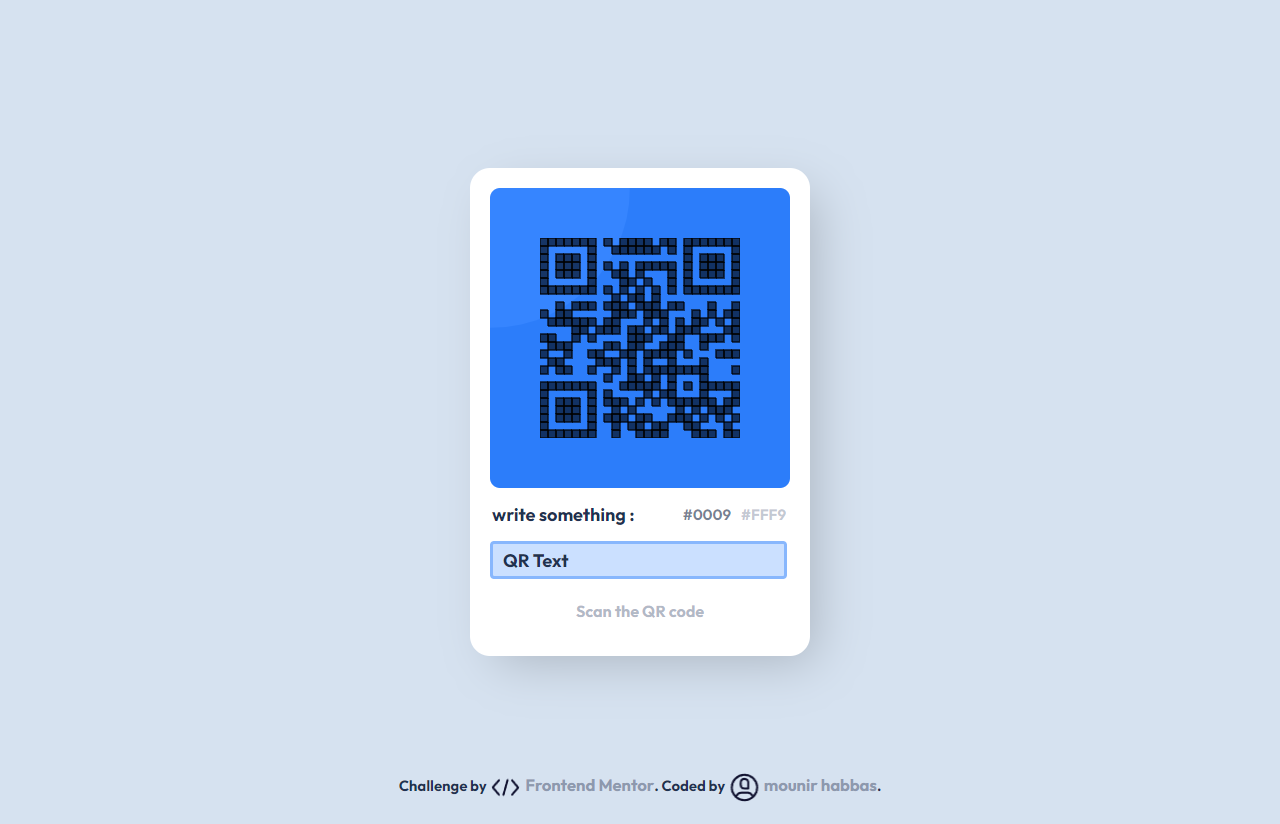 write something : #0009 #FFF9
QR Text
Scan the QR code
Challenge by Frontend Mentor. Coded by mounir habbas.